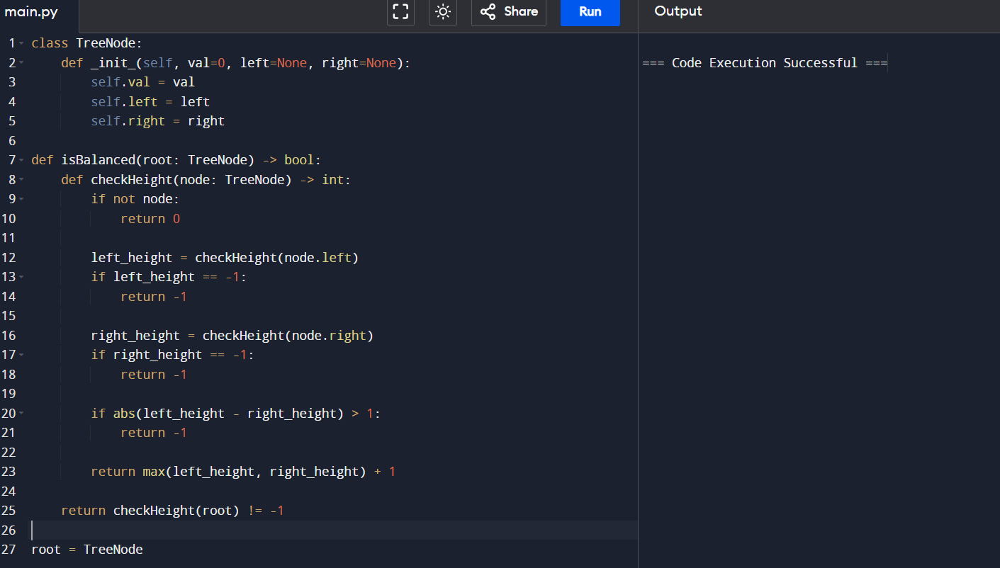 main.py Share Run Output
1 class TreeNode:
2 def _init_(self, val=0, left=None, right=None):
3 self.val = val
4 self.left = left
5 self.right = right
6
7 def isBalanced(root: TreeNode) -> bool:
8 def checkHeight(node: TreeNode) -> int:
9 if not node:
10 return 0
11
12 left_height = checkHeight(node.left)
13 if left_height == -1:
14 return -1
15
16 right_height = checkHeight(node.right)
17 if right_height == -1:
18 return -1
19
20 if abs(left_height - right_height) > 1:
21 return -1
22
23 return max(left_height, right_height) + 1
24
25 return checkHeight(root) != -1
26
27 root = TreeNode
=== Code Execution Successful ===